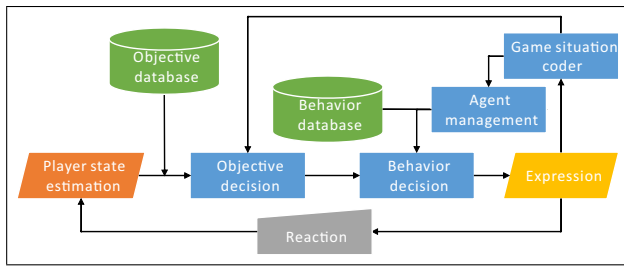 Objective
database
Game situation
coder
Behavior
database
Agent
management
Player state
estimation
Objective
decision
Behavior
decision
Expression
Reaction